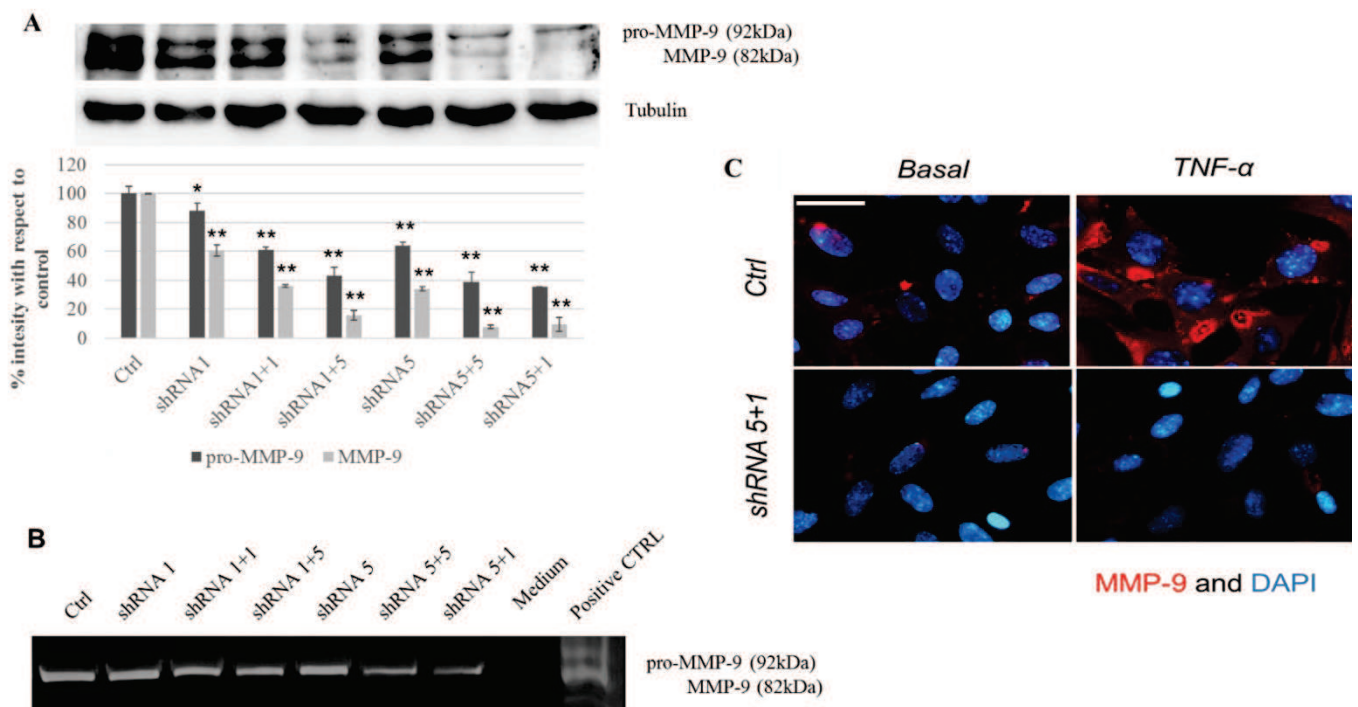 A
pro-MMP-9 (92kDa)
MMP-9 (82kDa)
Tubulin
% intesity with respect to
control
120
100
80
60
40
20
0
*
**
**
**
**
**
**
**
**
**
**
**
Ctrl
shRNA1
shRNA1+1
shRNA1+5
shRNA5
shRNA5+5
shRNA5+1
pro-MMP-9 MMP-9
B
Ctrl
shRNA 1
shRNA 1+1
shRNA 1+5
shRNA 5
shRNA 5+5
shRNA 5+1
Medium
Positive CTRL
pro-MMP-9 (92kDa)
MMP-9 (82kDa)
C
Basal TNF-α
Ctrl
shRNA 5+1
MMP-9 and DAPI